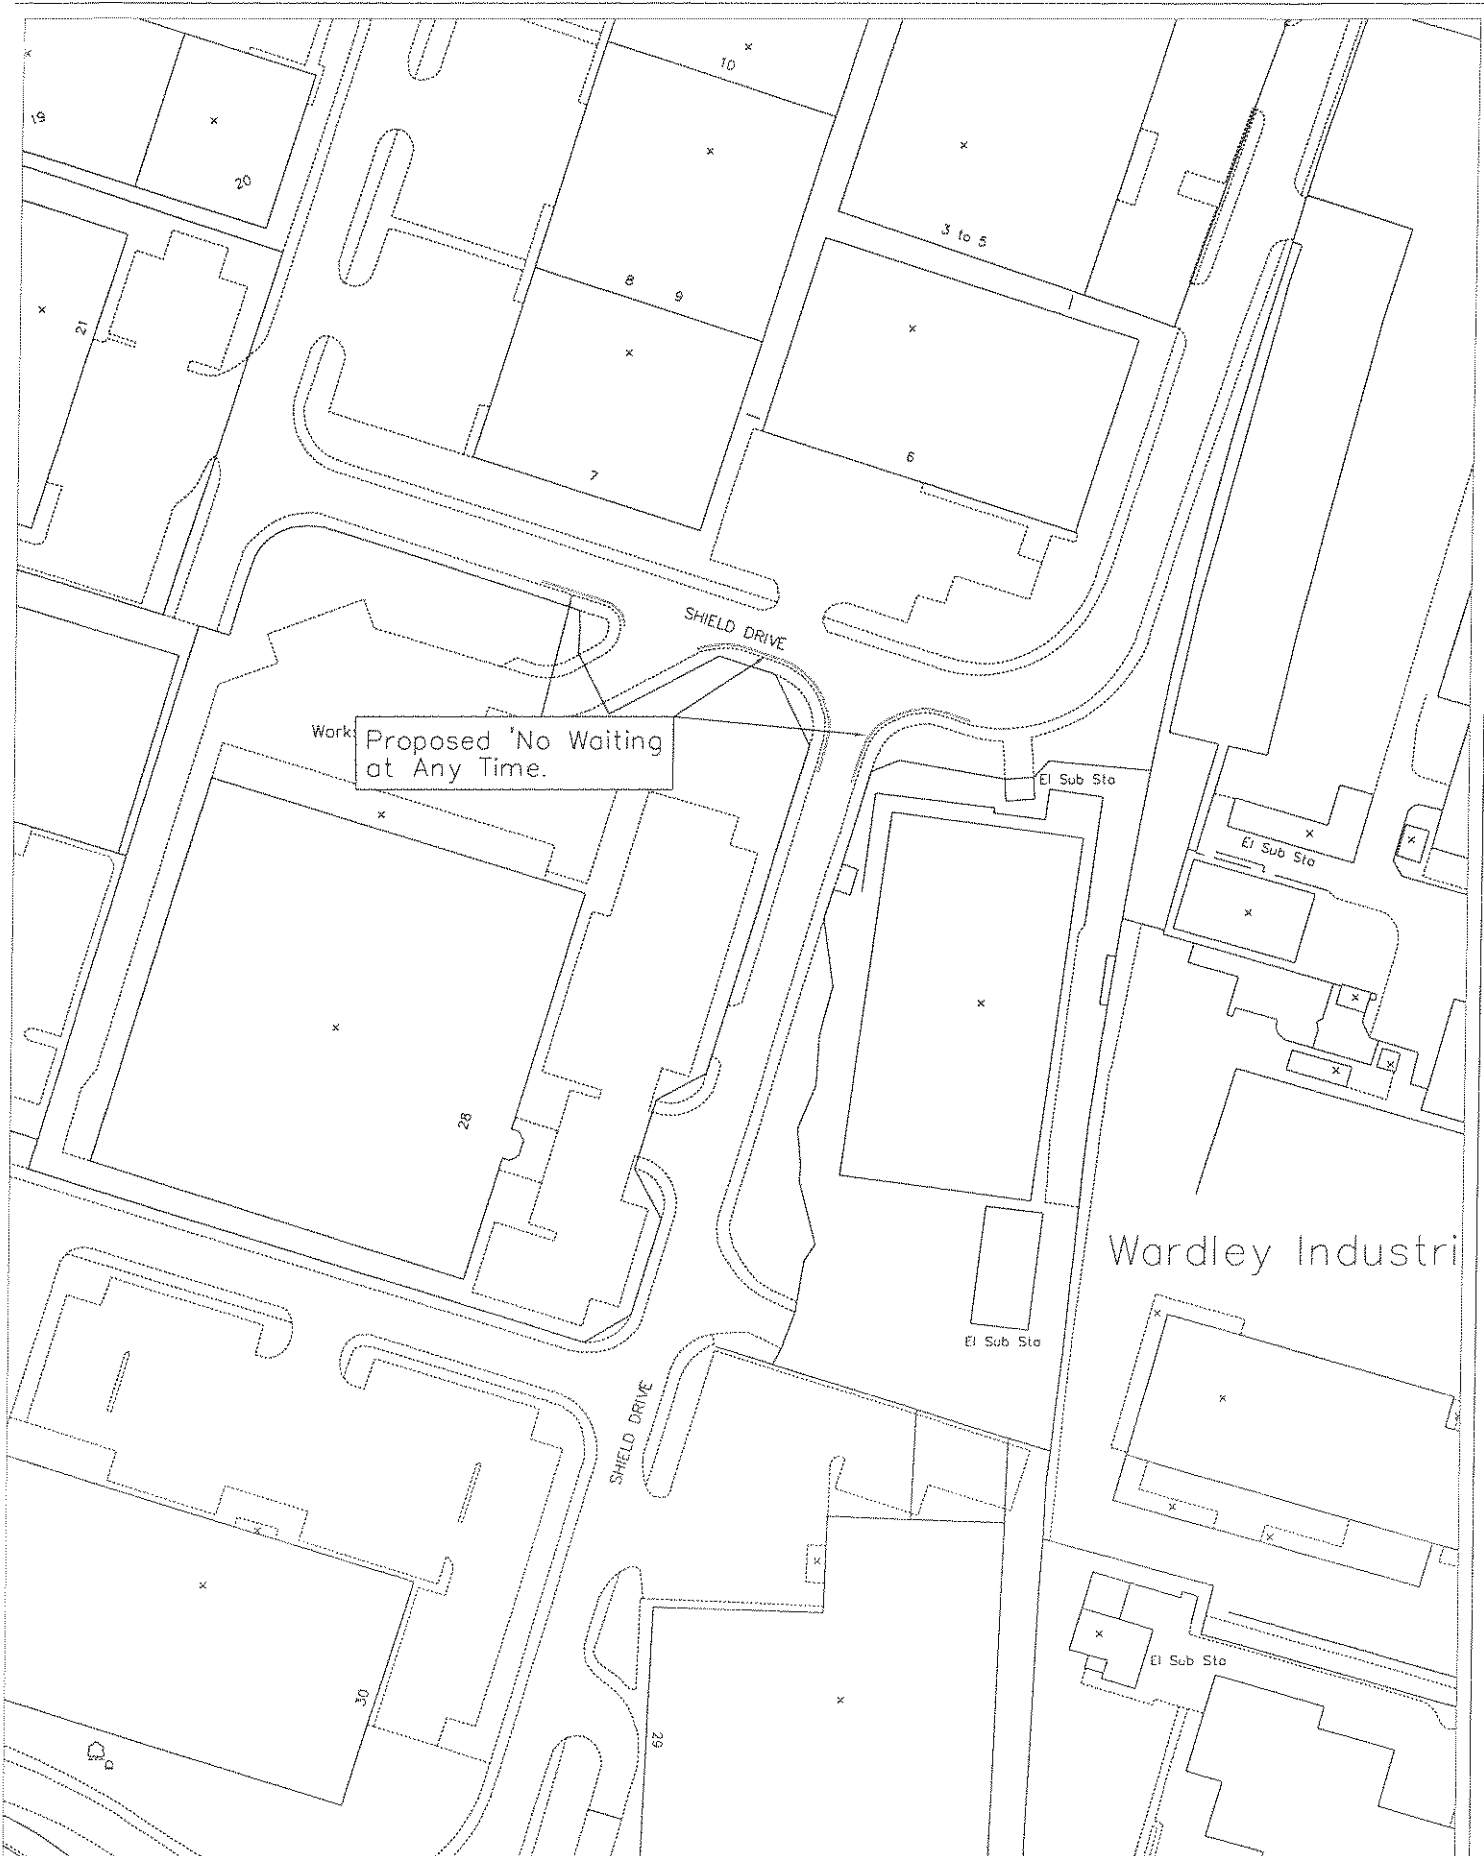 10
19
20
3 to 5
21
8
9
6
7
SHIELD DRIVE
Works
Proposed 'No Waiting
at Any Time.
El Sub Sta
El Sub Sta
28
Wardley Industri
El Sub Sta
SHIELD DRIVE
El Sub Sta
30
29